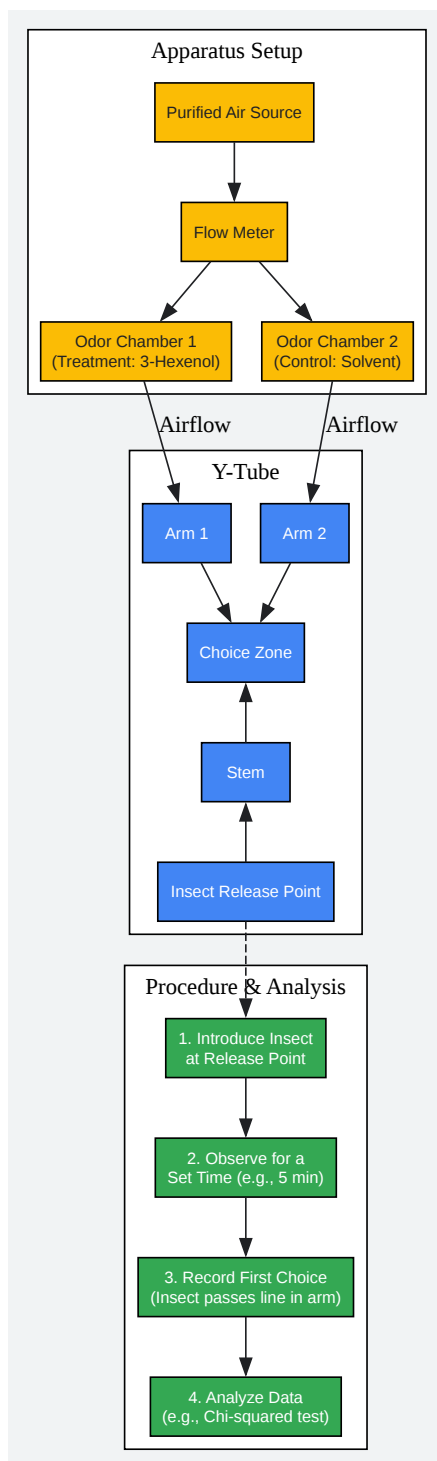 Apparatus Setup
Purified Air Source
Flow Meter
Odor Chamber 1
(Treatment: 3-Hexenol)
Odor Chamber 2
(Control: Solvent)
Airflow
Airflow
Y-Tube
Arm 1
Arm 2
Choice Zone
Stem
Insect Release Point
Procedure & Analysis
1. Introduce Insect
at Release Point
2. Observe for a
Set Time (e.g., 5 min)
3. Record First Choice
(Insect passes line in arm)
4. Analyze Data
(e.g., Chi-squared test)